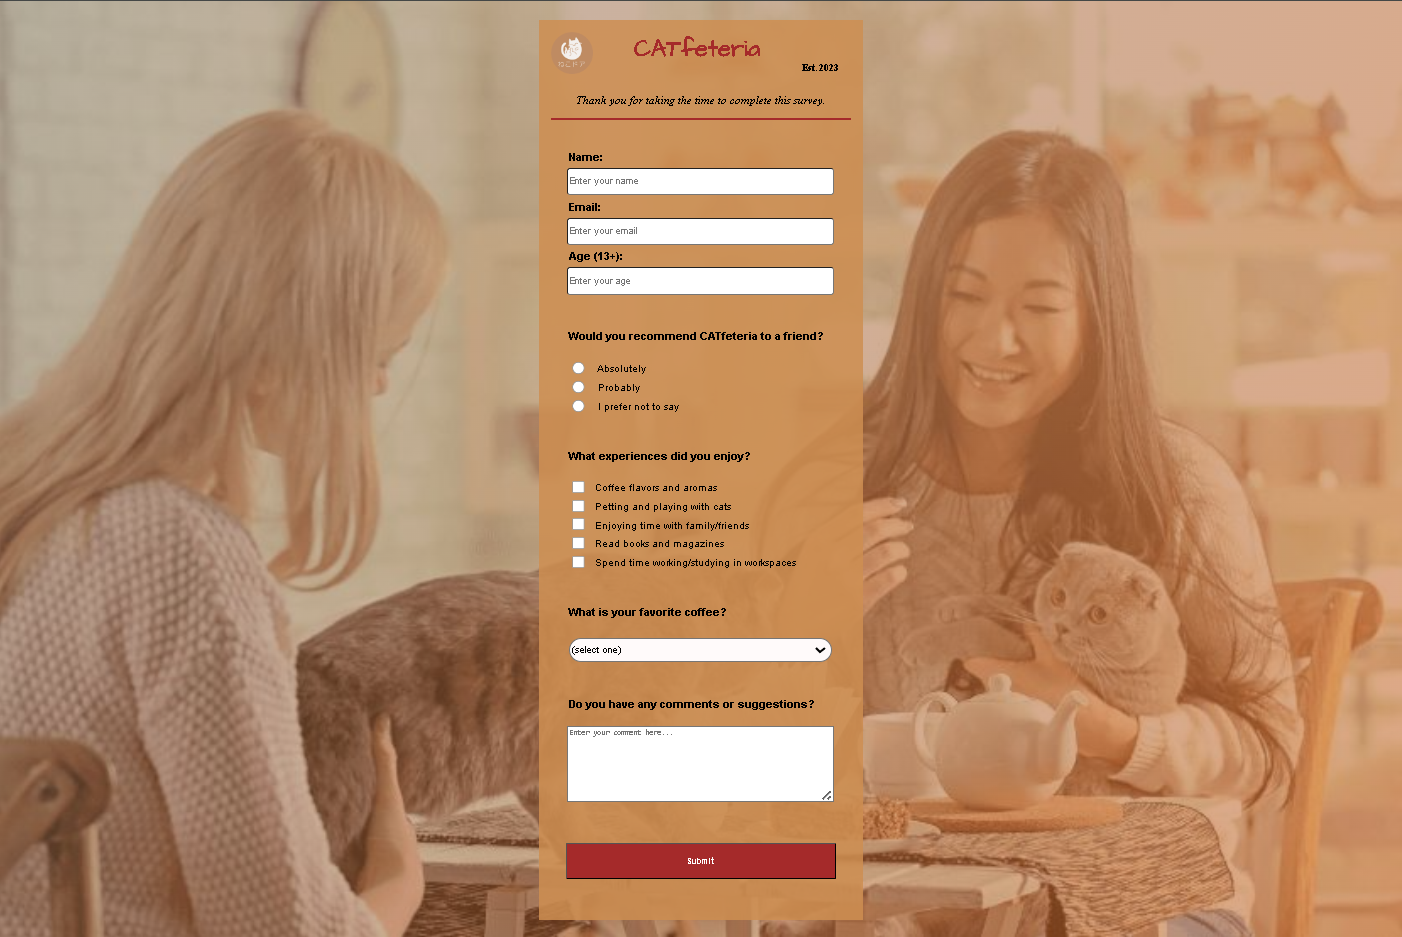 CATfeteria
Est. 2023
Thank you for taking the time to complete this survey.
Name:
Enter your name
Email:
Enter your email
Age (13+):
Enter your age
Would you recommend CATfeteria to a friend?
Absolutely
Probably
I prefer not to say
What experiences did you enjoy?
Coffee flavors and aromas
Petting and playing with cats
Enjoying time with family/friends
Read books and magazines
Spend time working/studying in workspaces
What is your favorite coffee?
(select one)
Do you have any comments or suggestions?
Enter your comment here...
Submit